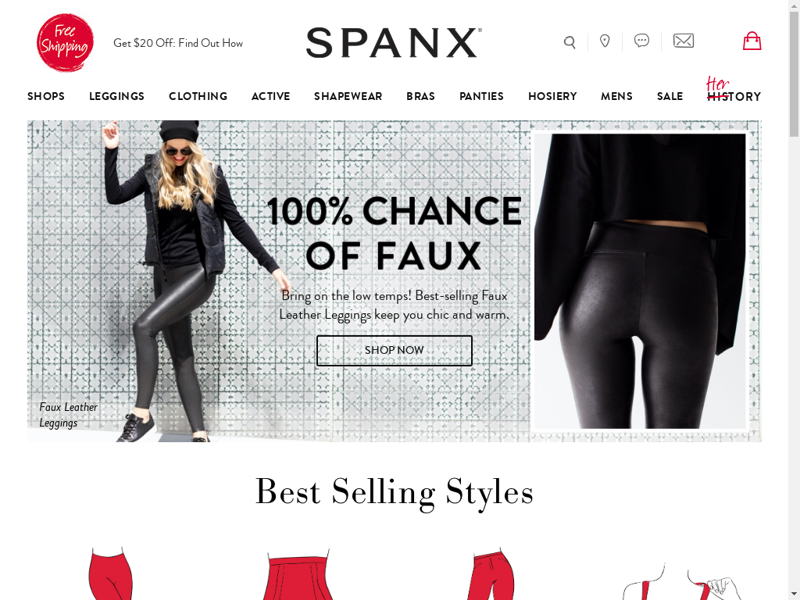 Free
Shipping
Get $20 Off: Find Out How
SPANX®
SHOPS LEGGINGS CLOTHING ACTIVE SHAPEWEAR BRAS PANTIES HOSIERY MENS SALE HISTORY
Her
100% CHANCE
OF FAUX
Bring on the low temps! Best-selling Faux
Leather Leggings keep you chic and warm.
SHOP NOW
Faux Leather
Leggings
Best Selling Styles